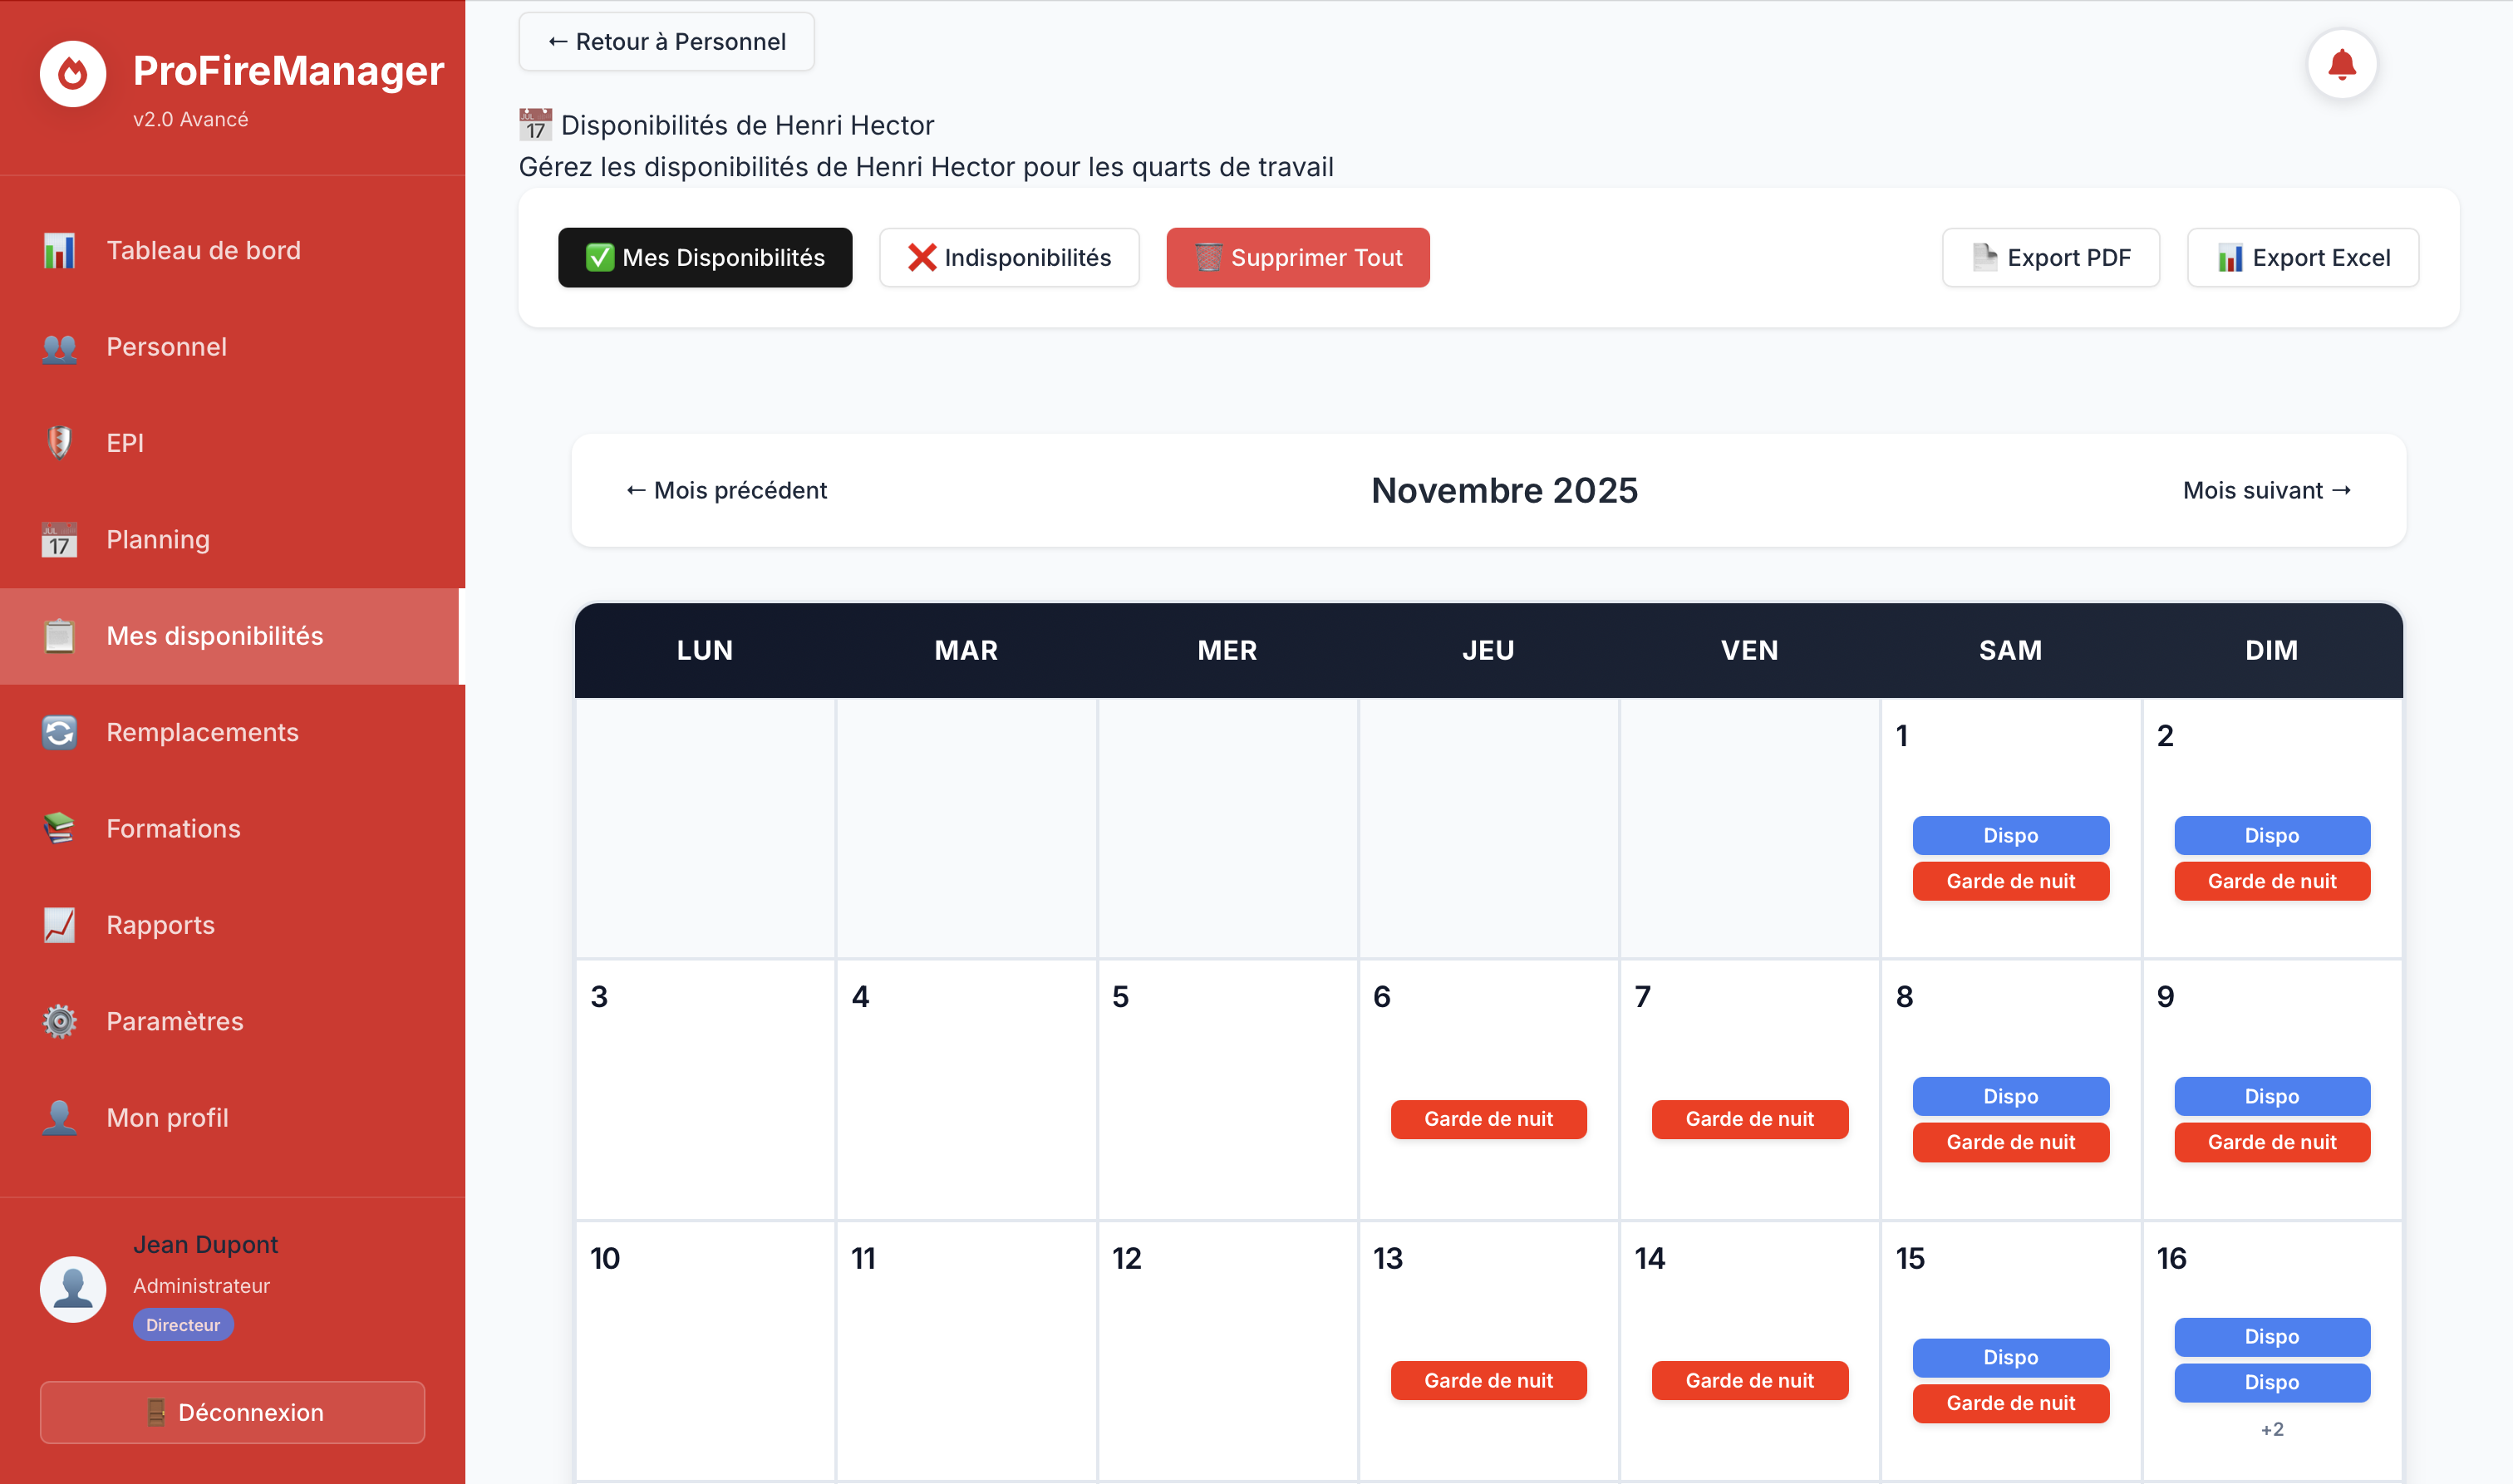 ProFireManager
v2.0 Avancé
Tableau de bord
Personnel
EPI
Planning
Mes disponibilités
Remplacements
Formations
Rapports
Paramètres
Mon profil
Jean Dupont
Administrateur
Directeur
Déconnexion
← Retour à Personnel
JUL 17 Disponibilités de Henri Hector
Gérez les disponibilités de Henri Hector pour les quarts de travail
Mes Disponibilités Indisponibilités Supprimer Tout Export PDF Export Excel
← Mois précédent Novembre 2025 Mois suivant →
LUN MAR MER JEU VEN SAM DIM
1 2
Dispo Dispo
Garde de nuit Garde de nuit
3 4 5 6 7 8 9
Dispo Dispo
Garde de nuit Garde de nuit Garde de nuit Garde de nuit
10 11 12 13 14 15 16
Dispo Dispo
Garde de nuit Garde de nuit Garde de nuit Dispo
+2